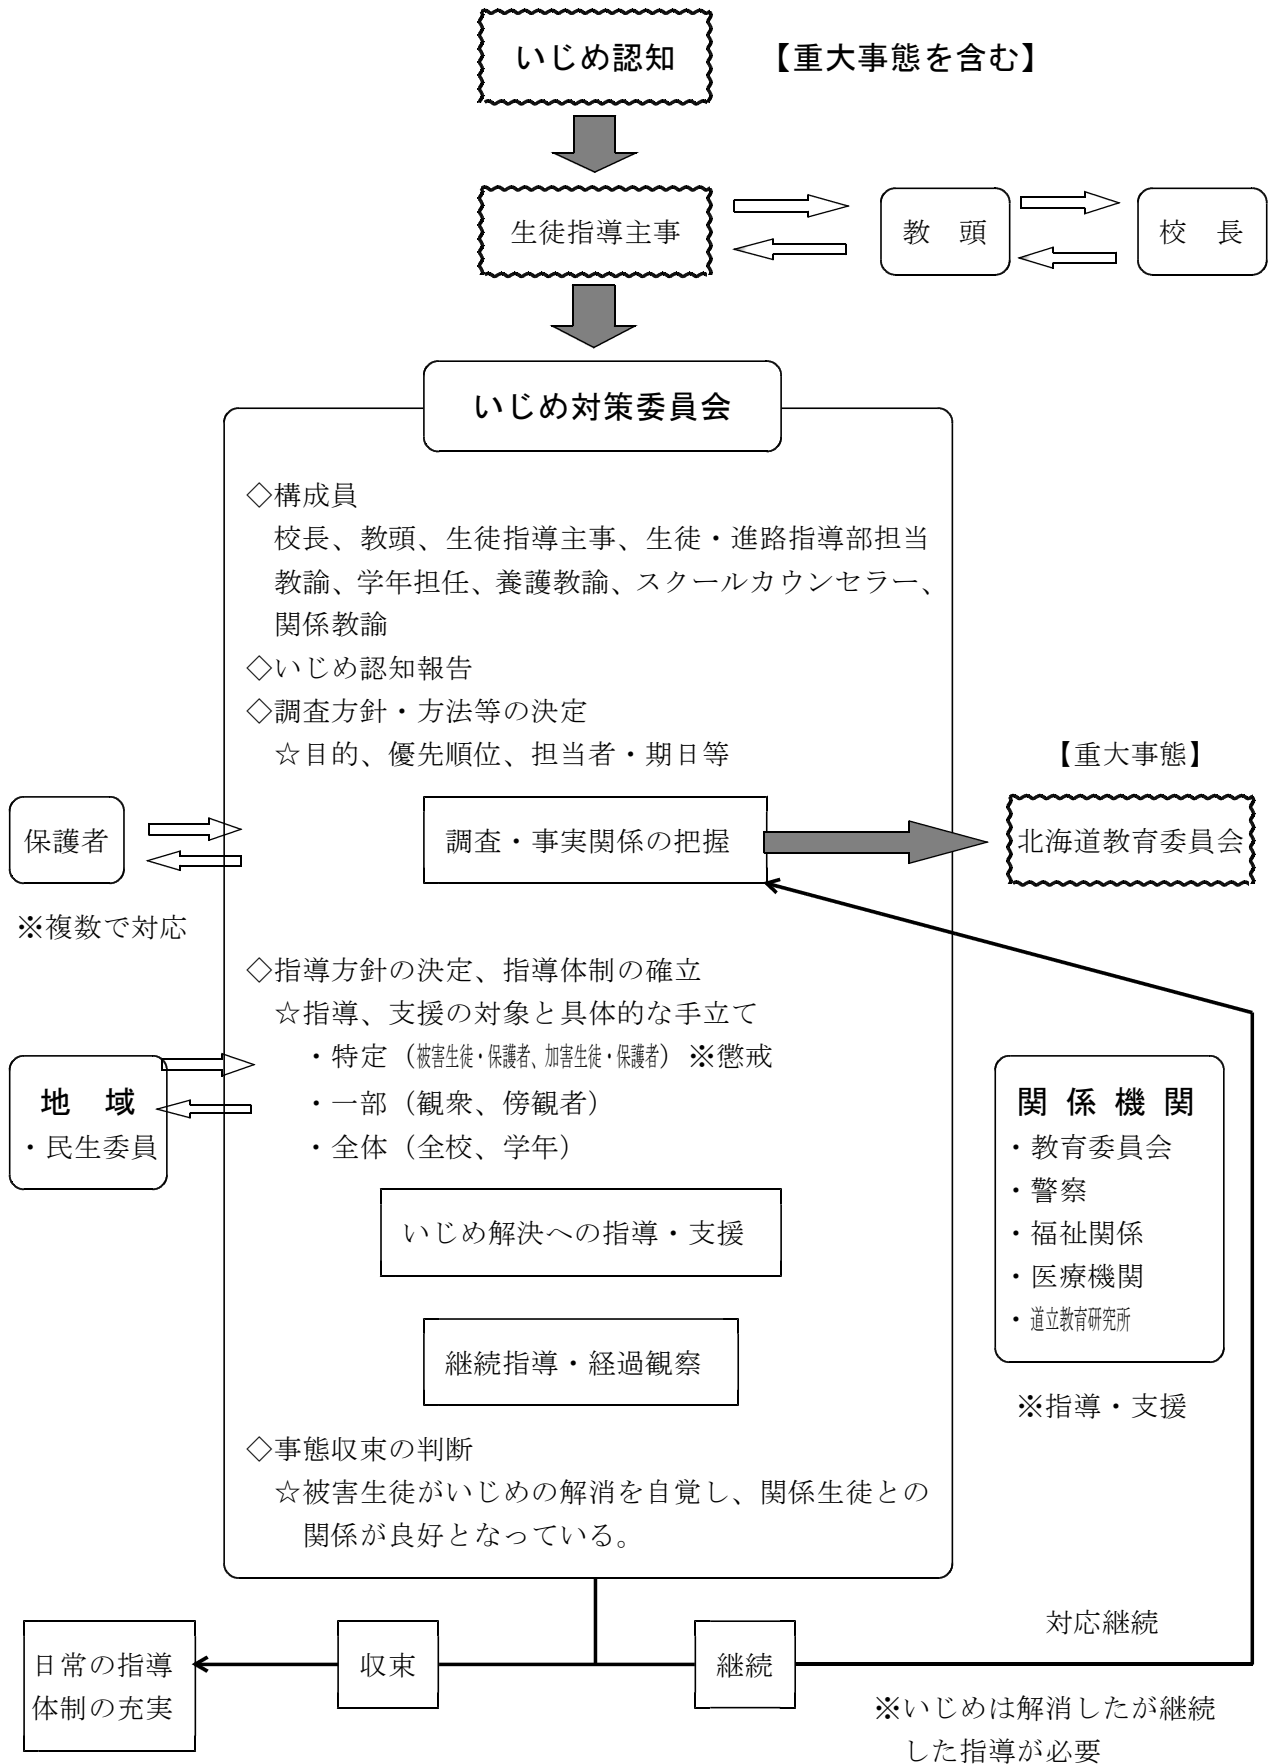 いじめ認知
【重大事態を含む】
生徒指導主事
教　頭
校　長
いじめ対策委員会
◇構成員
校長、教頭、生徒指導主事、生徒・進路指導部担当
教諭、学年担任、養護教諭、スクールカウンセラー、
関係教諭
◇いじめ認知報告
◇調査方針・方法等の決定
☆目的、優先順位、担当者・期日等
【重大事態】
保護者
調査・事実関係の把握
北海道教育委員会
※複数で対応
◇指導方針の決定、指導体制の確立
☆指導、支援の対象と具体的な手立て
・特定（被害生徒・保護者、加害生徒・保護者）※懲戒
・一部（観衆、傍観者）
・全体（全校、学年）
地　域
・民生委員
関 係 機 関
・教育委員会
・警察
・福祉関係
・医療機関
・道立教育研究所
※指導・支援
いじめ解決への指導・支援
継続指導・経過観察
◇事態収束の判断
☆被害生徒がいじめの解消を自覚し、関係生徒との
関係が良好となっている。
対応継続
日常の指導
体制の充実
収束
継続
※いじめは解消したが継続
した指導が必要